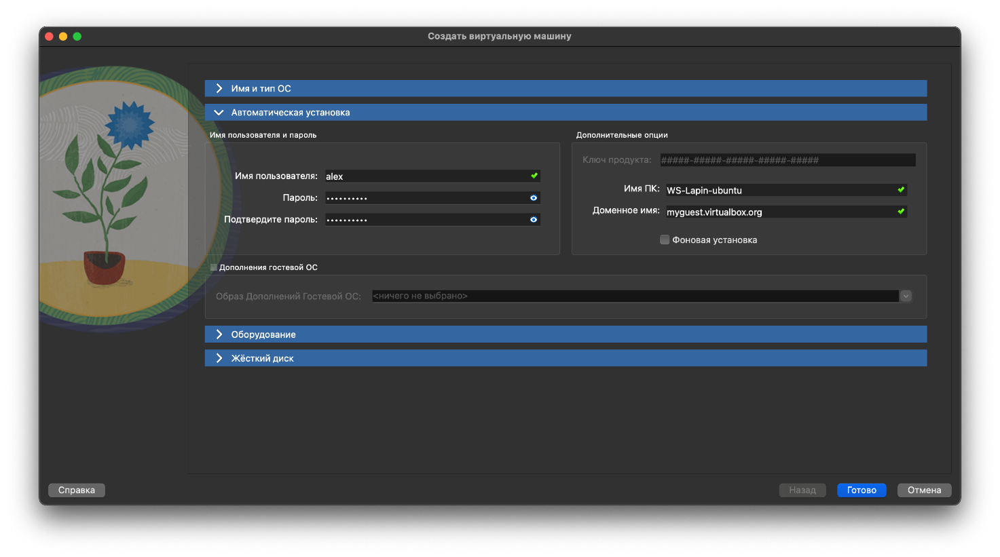 Создать виртуальную машину
Имя и тип ОС
Автоматическая установка
Имя пользователя и пароль
Имя пользователя: alex
Пароль: ••••••••••
Подтвердите пароль: ••••••••••
Дополнительные опции
Ключ продукта: #####-#####-#####-#####-#####
Имя ПК: WS-Lapin-ubuntu
Доменное имя: myguest.virtualbox.org
Фоновая установка
Дополнения гостевой ОС
Образ Дополнений Гостевой ОС: <ничего не выбрано>
Оборудование
Жёсткий диск
Справка
Назад
Готово
Отмена